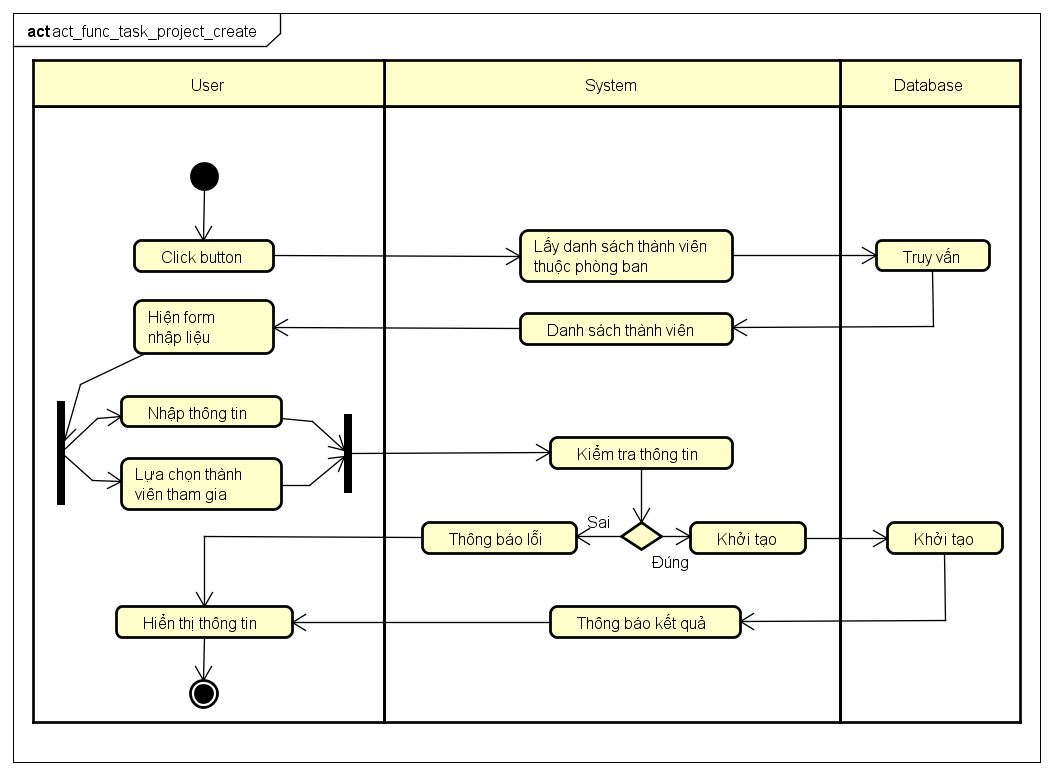 act act_func_task_project_create
User
System
Database
Click button
Lấy danh sách thành viên
thuộc phòng ban
Truy vấn
Hiện form
nhập liệu
Danh sách thành viên
Nhập thông tin
Lựa chọn thành
viên tham gia
Kiểm tra thông tin
Sai
Thông báo lỗi
Khởi tạo
Khởi tạo
Đúng
Hiển thị thông tin
Thông báo kết quả